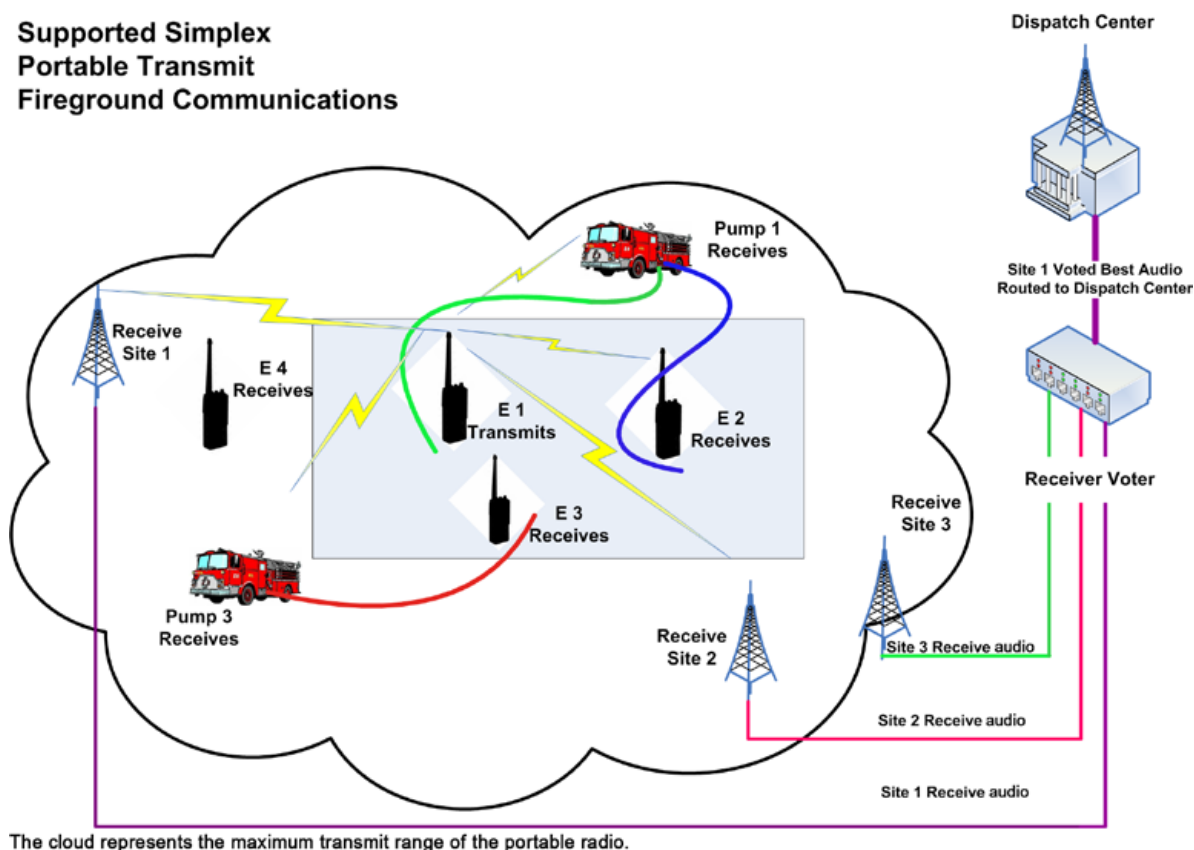 Supported Simplex
Portable Transmit
Fireground Communications
Dispatch Center
Pump 1
Receives
Site 1 Voted Best Audio
Routed to Dispatch Center
Receive
Site 1
E 4
Receives
E 1
Transmits
E 2
Receives
Receiver Voter
E 3
Receives
Receive
Site 3
Pump 3
Receives
Receive
Site 2
Site 3 Receive audio
Site 2 Receive audio
Site 1 Receive audio
The cloud represents the maximum transmit range of the portable radio.